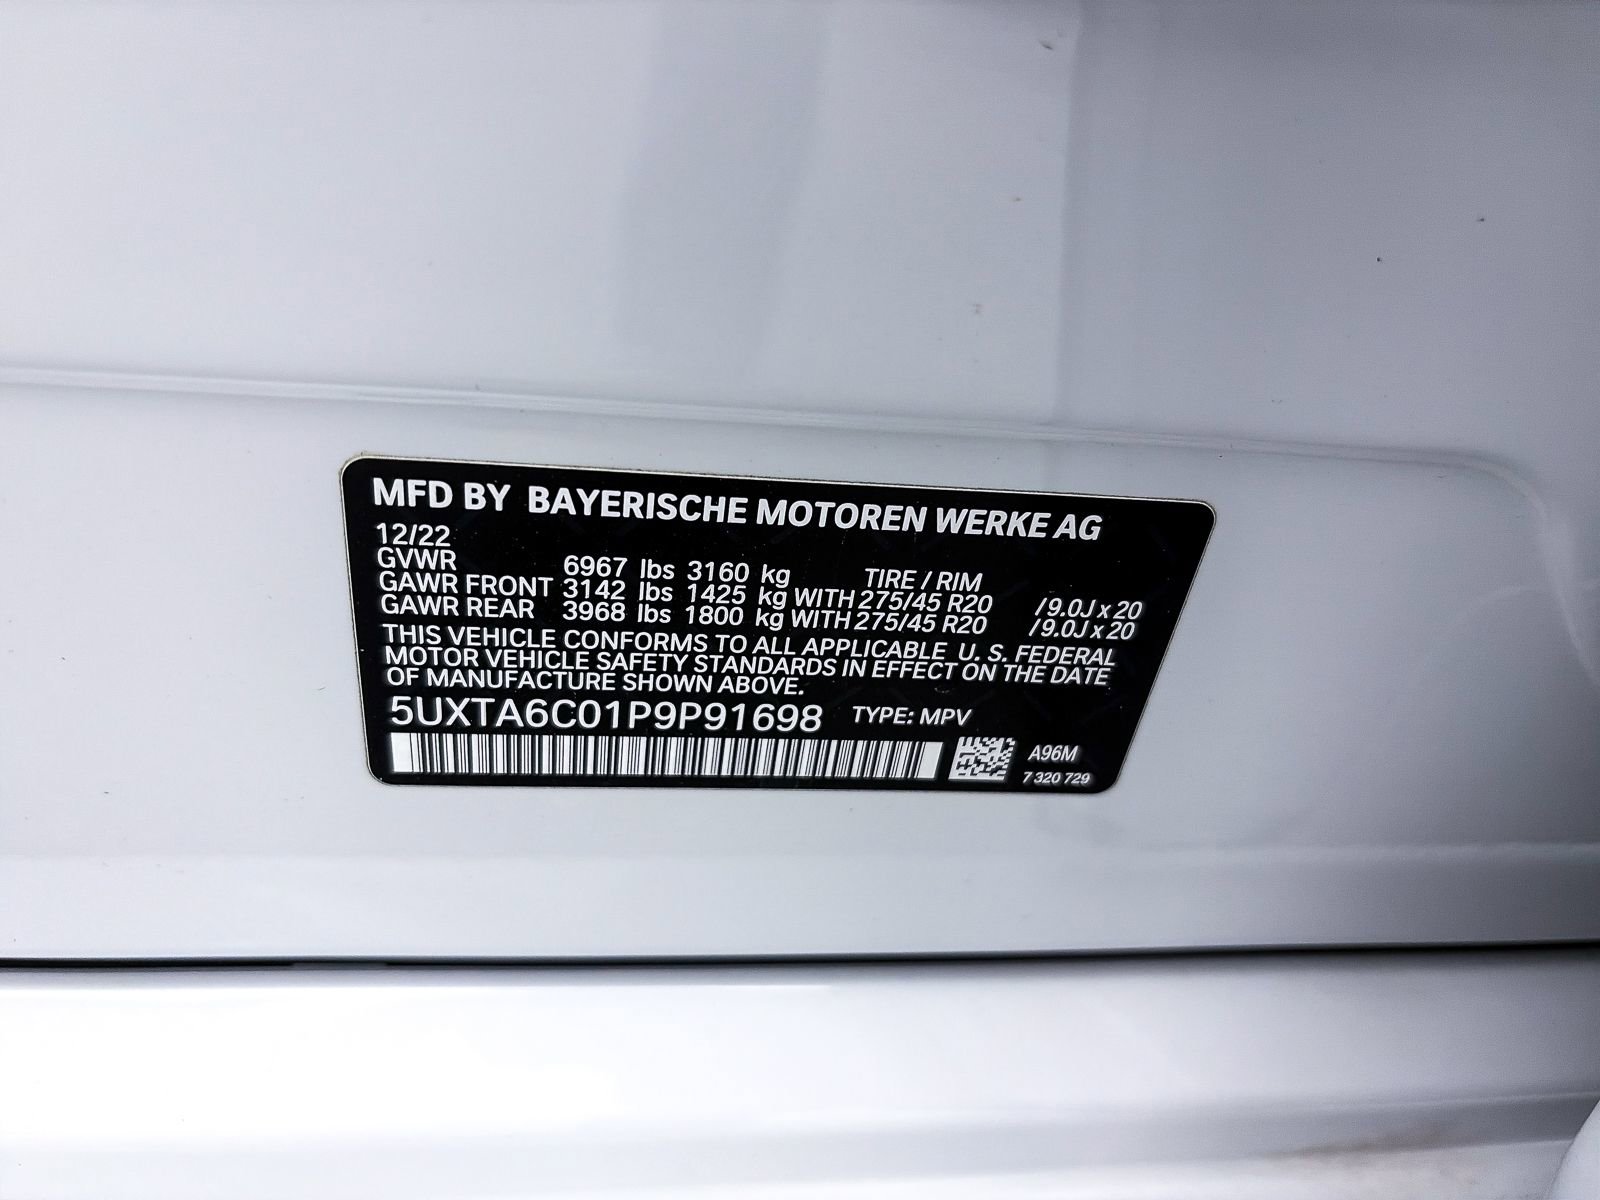 MFD BY BAYERISCHE MOTOREN WERKE AG
12/22
GVWR 6967 lbs 3160 kg TIRE / RIM
GAWR FRONT 3142 lbs 1425 kg WITH 275/45 R20 / 9.0J x 20
GAWR REAR 3968 lbs 1800 kg WITH 275/45 R20 / 9.0J x 20
THIS VEHICLE CONFORMS TO ALL APPLICABLE U. S. FEDERAL
MOTOR VEHICLE SAFETY STANDARDS IN EFFECT ON THE DATE
OF MANUFACTURE SHOWN ABOVE.
5UXTA6C01P9P91698 TYPE: MPV
A96M
7 320 729